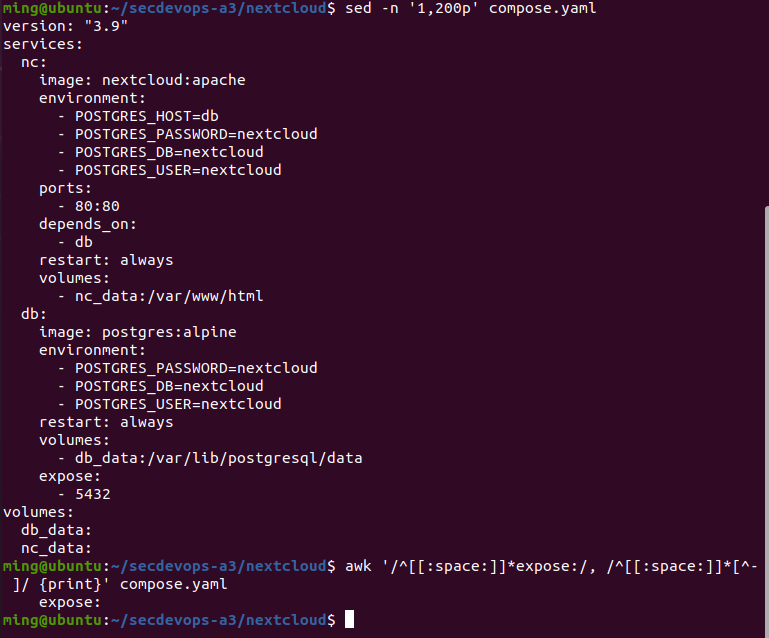 ming@ubuntu:~/secdevops-a3/nextcloud$ sed -n '1,200p' compose.yaml
version: "3.9"
services:
  nc:
    image: nextcloud:apache
    environment:
      - POSTGRES_HOST=db
      - POSTGRES_PASSWORD=nextcloud
      - POSTGRES_DB=nextcloud
      - POSTGRES_USER=nextcloud
    ports:
      - 80:80
    depends_on:
      - db
    restart: always
    volumes:
      - nc_data:/var/www/html
  db:
    image: postgres:alpine
    environment:
      - POSTGRES_PASSWORD=nextcloud
      - POSTGRES_DB=nextcloud
      - POSTGRES_USER=nextcloud
    restart: always
    volumes:
      - db_data:/var/lib/postgresql/data
    expose:
      - 5432
volumes:
  db_data:
  nc_data:
ming@ubuntu:~/secdevops-a3/nextcloud$ awk '/^[[:space:]]*expose:/, /^[[:space:]]*[^-
 ]/ {print}' compose.yaml
    expose:
ming@ubuntu:~/secdevops-a3/nextcloud$